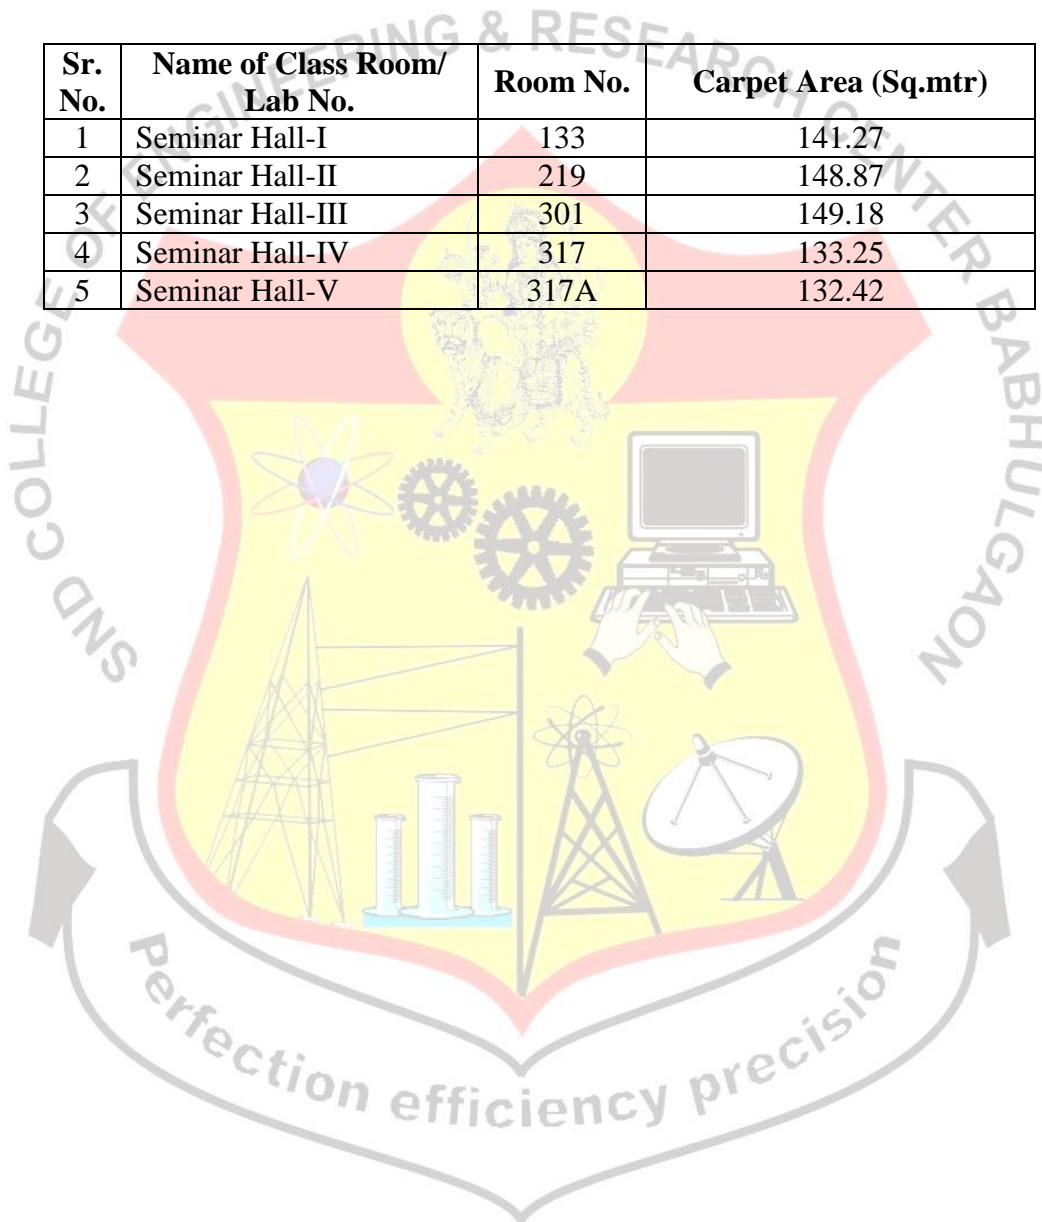 SND COLLEGE OF ENGINEERING & RESEARCH CENTER BABHULGAON
Sr. No. Name of Class Room/ Lab No. Room No. Carpet Area (Sq.mtr)
1 Seminar Hall-I 133 141.27
2 Seminar Hall-II 219 148.87
3 Seminar Hall-III 301 149.18
4 Seminar Hall-IV 317 133.25
5 Seminar Hall-V 317A 132.42
Perfection efficiency precision